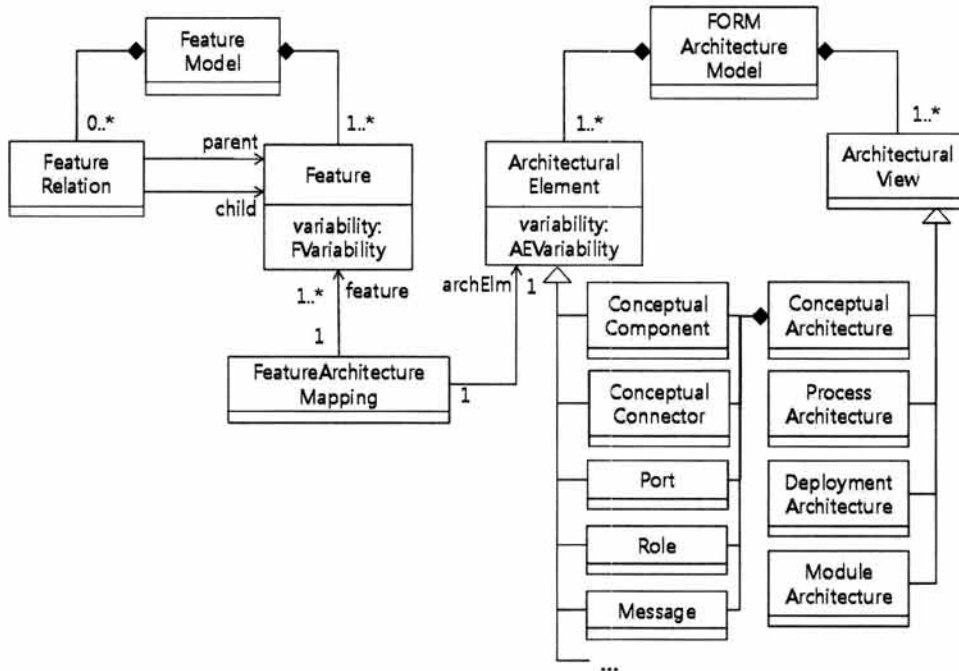 Feature
Model
FORM
Architecture
Model
0..*
1..*
1..*
1..*
Feature
Relation
parent
child
Feature
variability:
FVariability
Architectural
Element
variability:
AEVariability
Architectural
View
1..*
feature
archElm
1
1
FeatureArchitecture
Mapping
1
Conceptual
Component
Conceptual
Architecture
Conceptual
Connector
Process
Architecture
Port
Deployment
Architecture
Role
Module
Architecture
Message
...